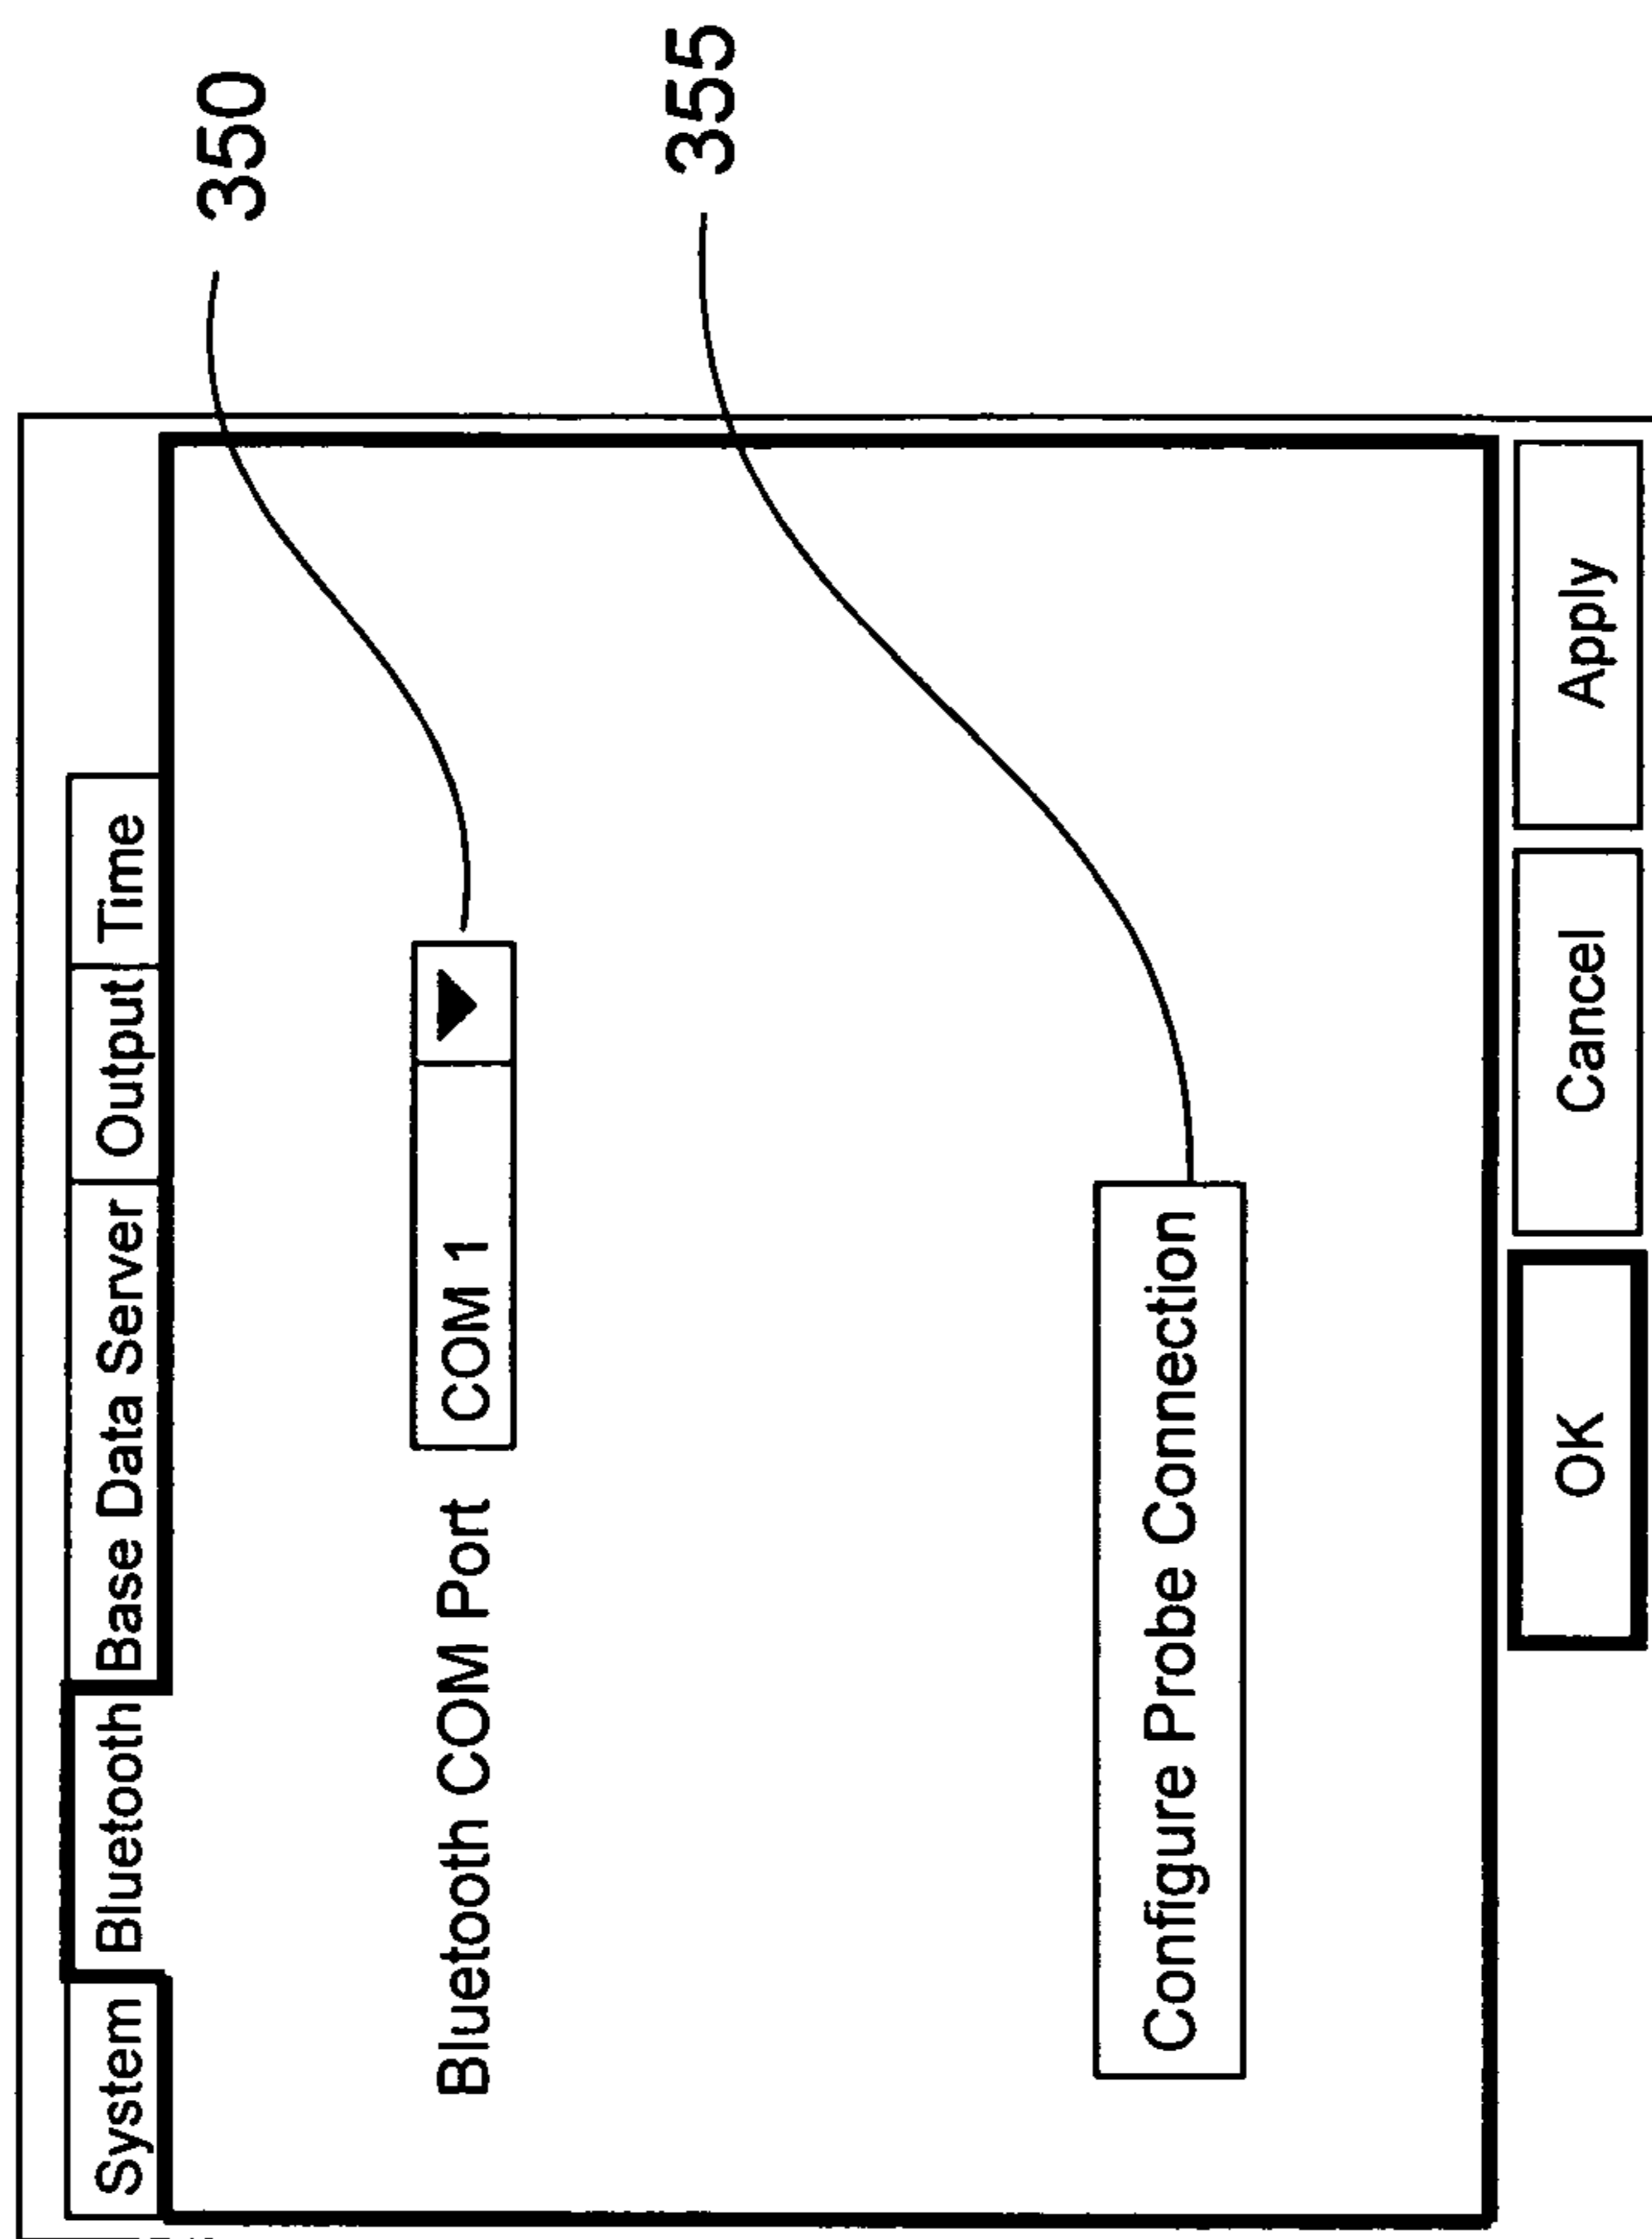 System Bluetooth Base Data Server Output Time
350
Bluetooth COM Port COM 1
355
Configure Probe Connection
OK Cancel Apply